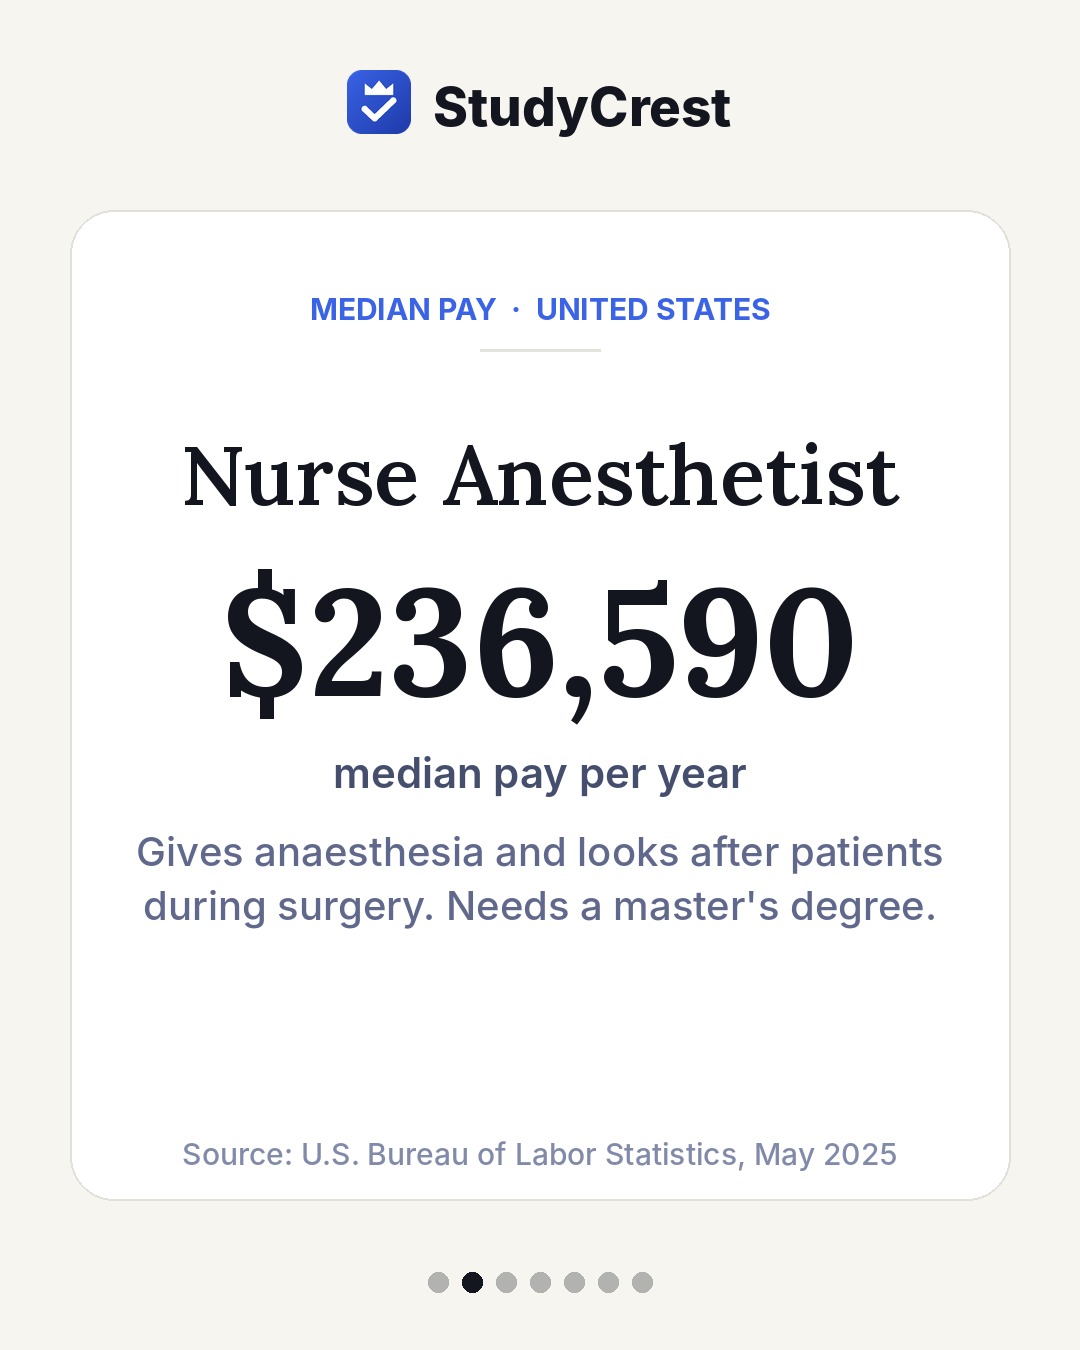 StudyCrest
MEDIAN PAY · UNITED STATES
Nurse Anesthetist
$236,590
median pay per year
Gives anaesthesia and looks after patients
during surgery. Needs a master's degree.
Source: U.S. Bureau of Labor Statistics, May 2025